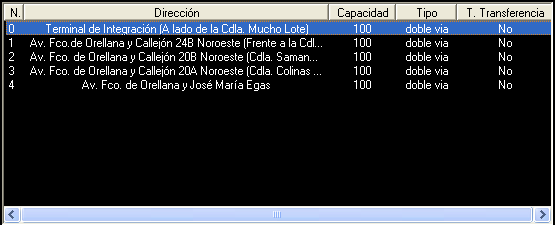 N. Dirección Capacidad Tipo T. Transferencia
0 Terminal de Integración (A lado de la Cdla. Mucho Lote) 100 doble via No
1 Av. Fco.de Orellana y Callejón 24B Noroeste (Frente a la Cdl... 100 doble via No
2 Av. Fco. de Orellana y Callejón 20B Noroeste (Cdla. Saman... 100 doble via No
3 Av. Fco. de Orellana y Callejón 20A Noroeste (Cdla. Colinas ... 100 doble via No
4 Av. Fco. de Orellana y José María Egas 100 doble via No